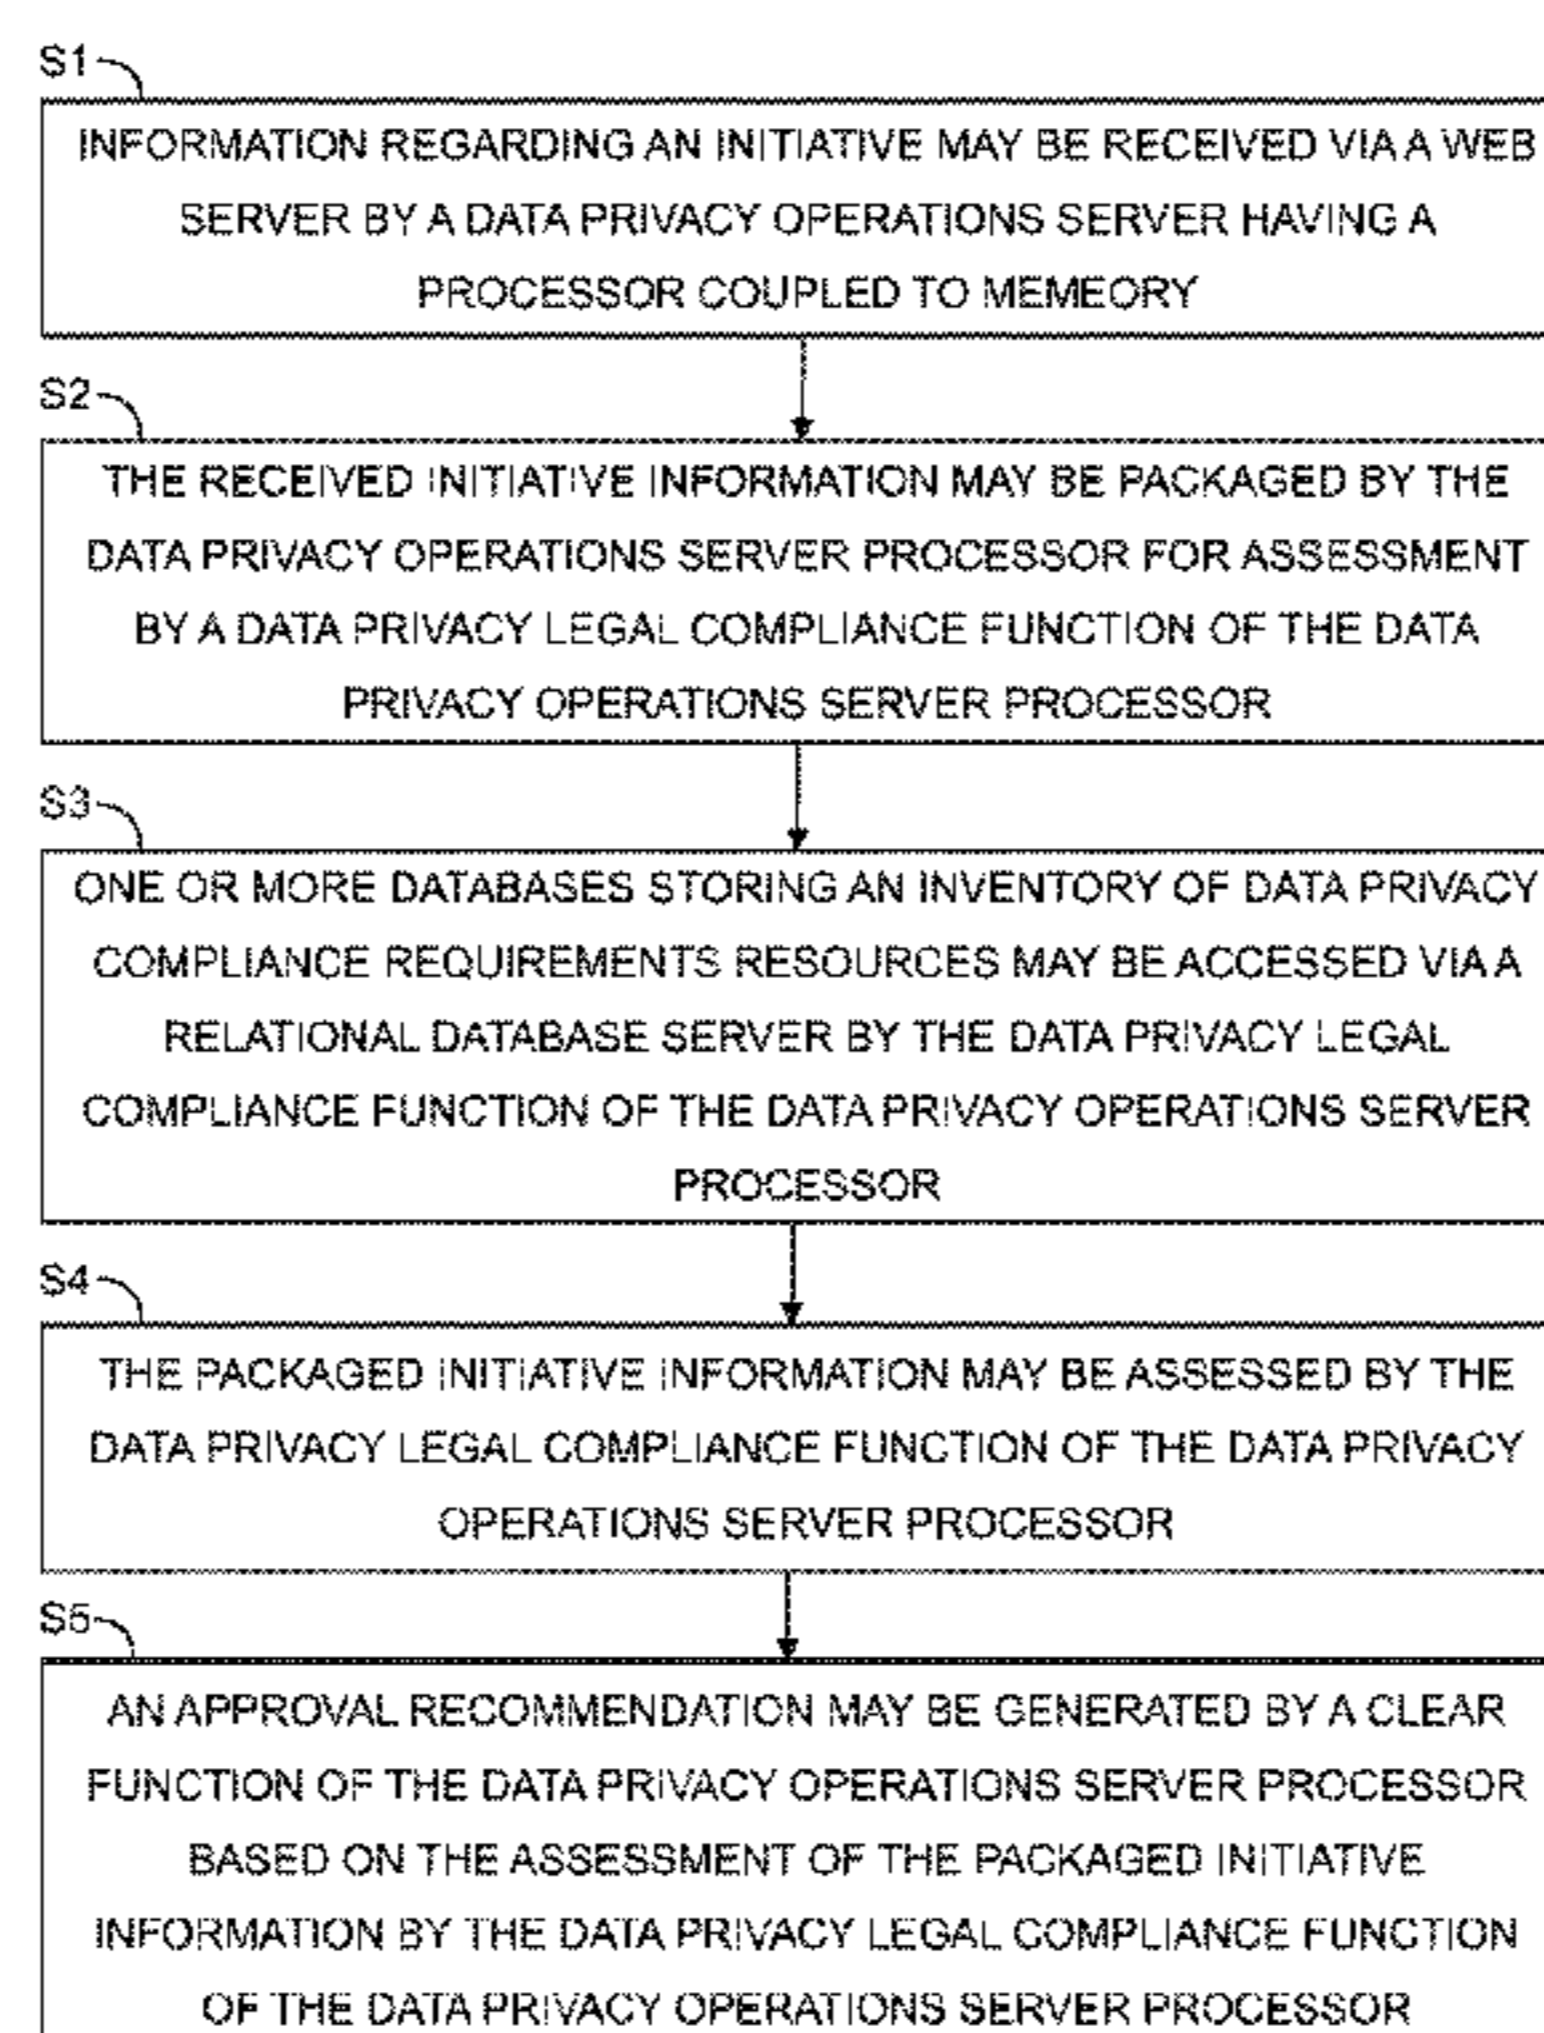 S1
INFORMATION REGARDING AN INITIATIVE MAY BE RECEIVED VIA A WEB
SERVER BY A DATA PRIVACY OPERATIONS SERVER HAVING A
PROCESSOR COUPLED TO MEMEORY
S2
THE RECEIVED INITIATIVE INFORMATION MAY BE PACKAGED BY THE
DATA PRIVACY OPERATIONS SERVER PROCESSOR FOR ASSESSMENT
BY A DATA PRIVACY LEGAL COMPLIANCE FUNCTION OF THE DATA
PRIVACY OPERATIONS SERVER PROCESSOR
S3
ONE OR MORE DATABASES STORING AN INVENTORY OF DATA PRIVACY
COMPLIANCE REQUIREMENTS RESOURCES MAY BE ACCESSED VIA A
RELATIONAL DATABASE SERVER BY THE DATA PRIVACY LEGAL
COMPLIANCE FUNCTION OF THE DATA PRIVACY OPERATIONS SERVER
PROCESSOR
S4
THE PACKAGED INITIATIVE INFORMATION MAY BE ASSESSED BY THE
DATA PRIVACY LEGAL COMPLIANCE FUNCTION OF THE DATA PRIVACY
OPERATIONS SERVER PROCESSOR
S5
AN APPROVAL RECOMMENDATION MAY BE GENERATED BY A CLEAR
FUNCTION OF THE DATA PRIVACY OPERATIONS SERVER PROCESSOR
BASED ON THE ASSESSMENT OF THE PACKAGED INITIATIVE
INFORMATION BY THE DATA PRIVACY LEGAL COMPLIANCE FUNCTION
OF THE DATA PRIVACY OPERATIONS SERVER PROCESSOR